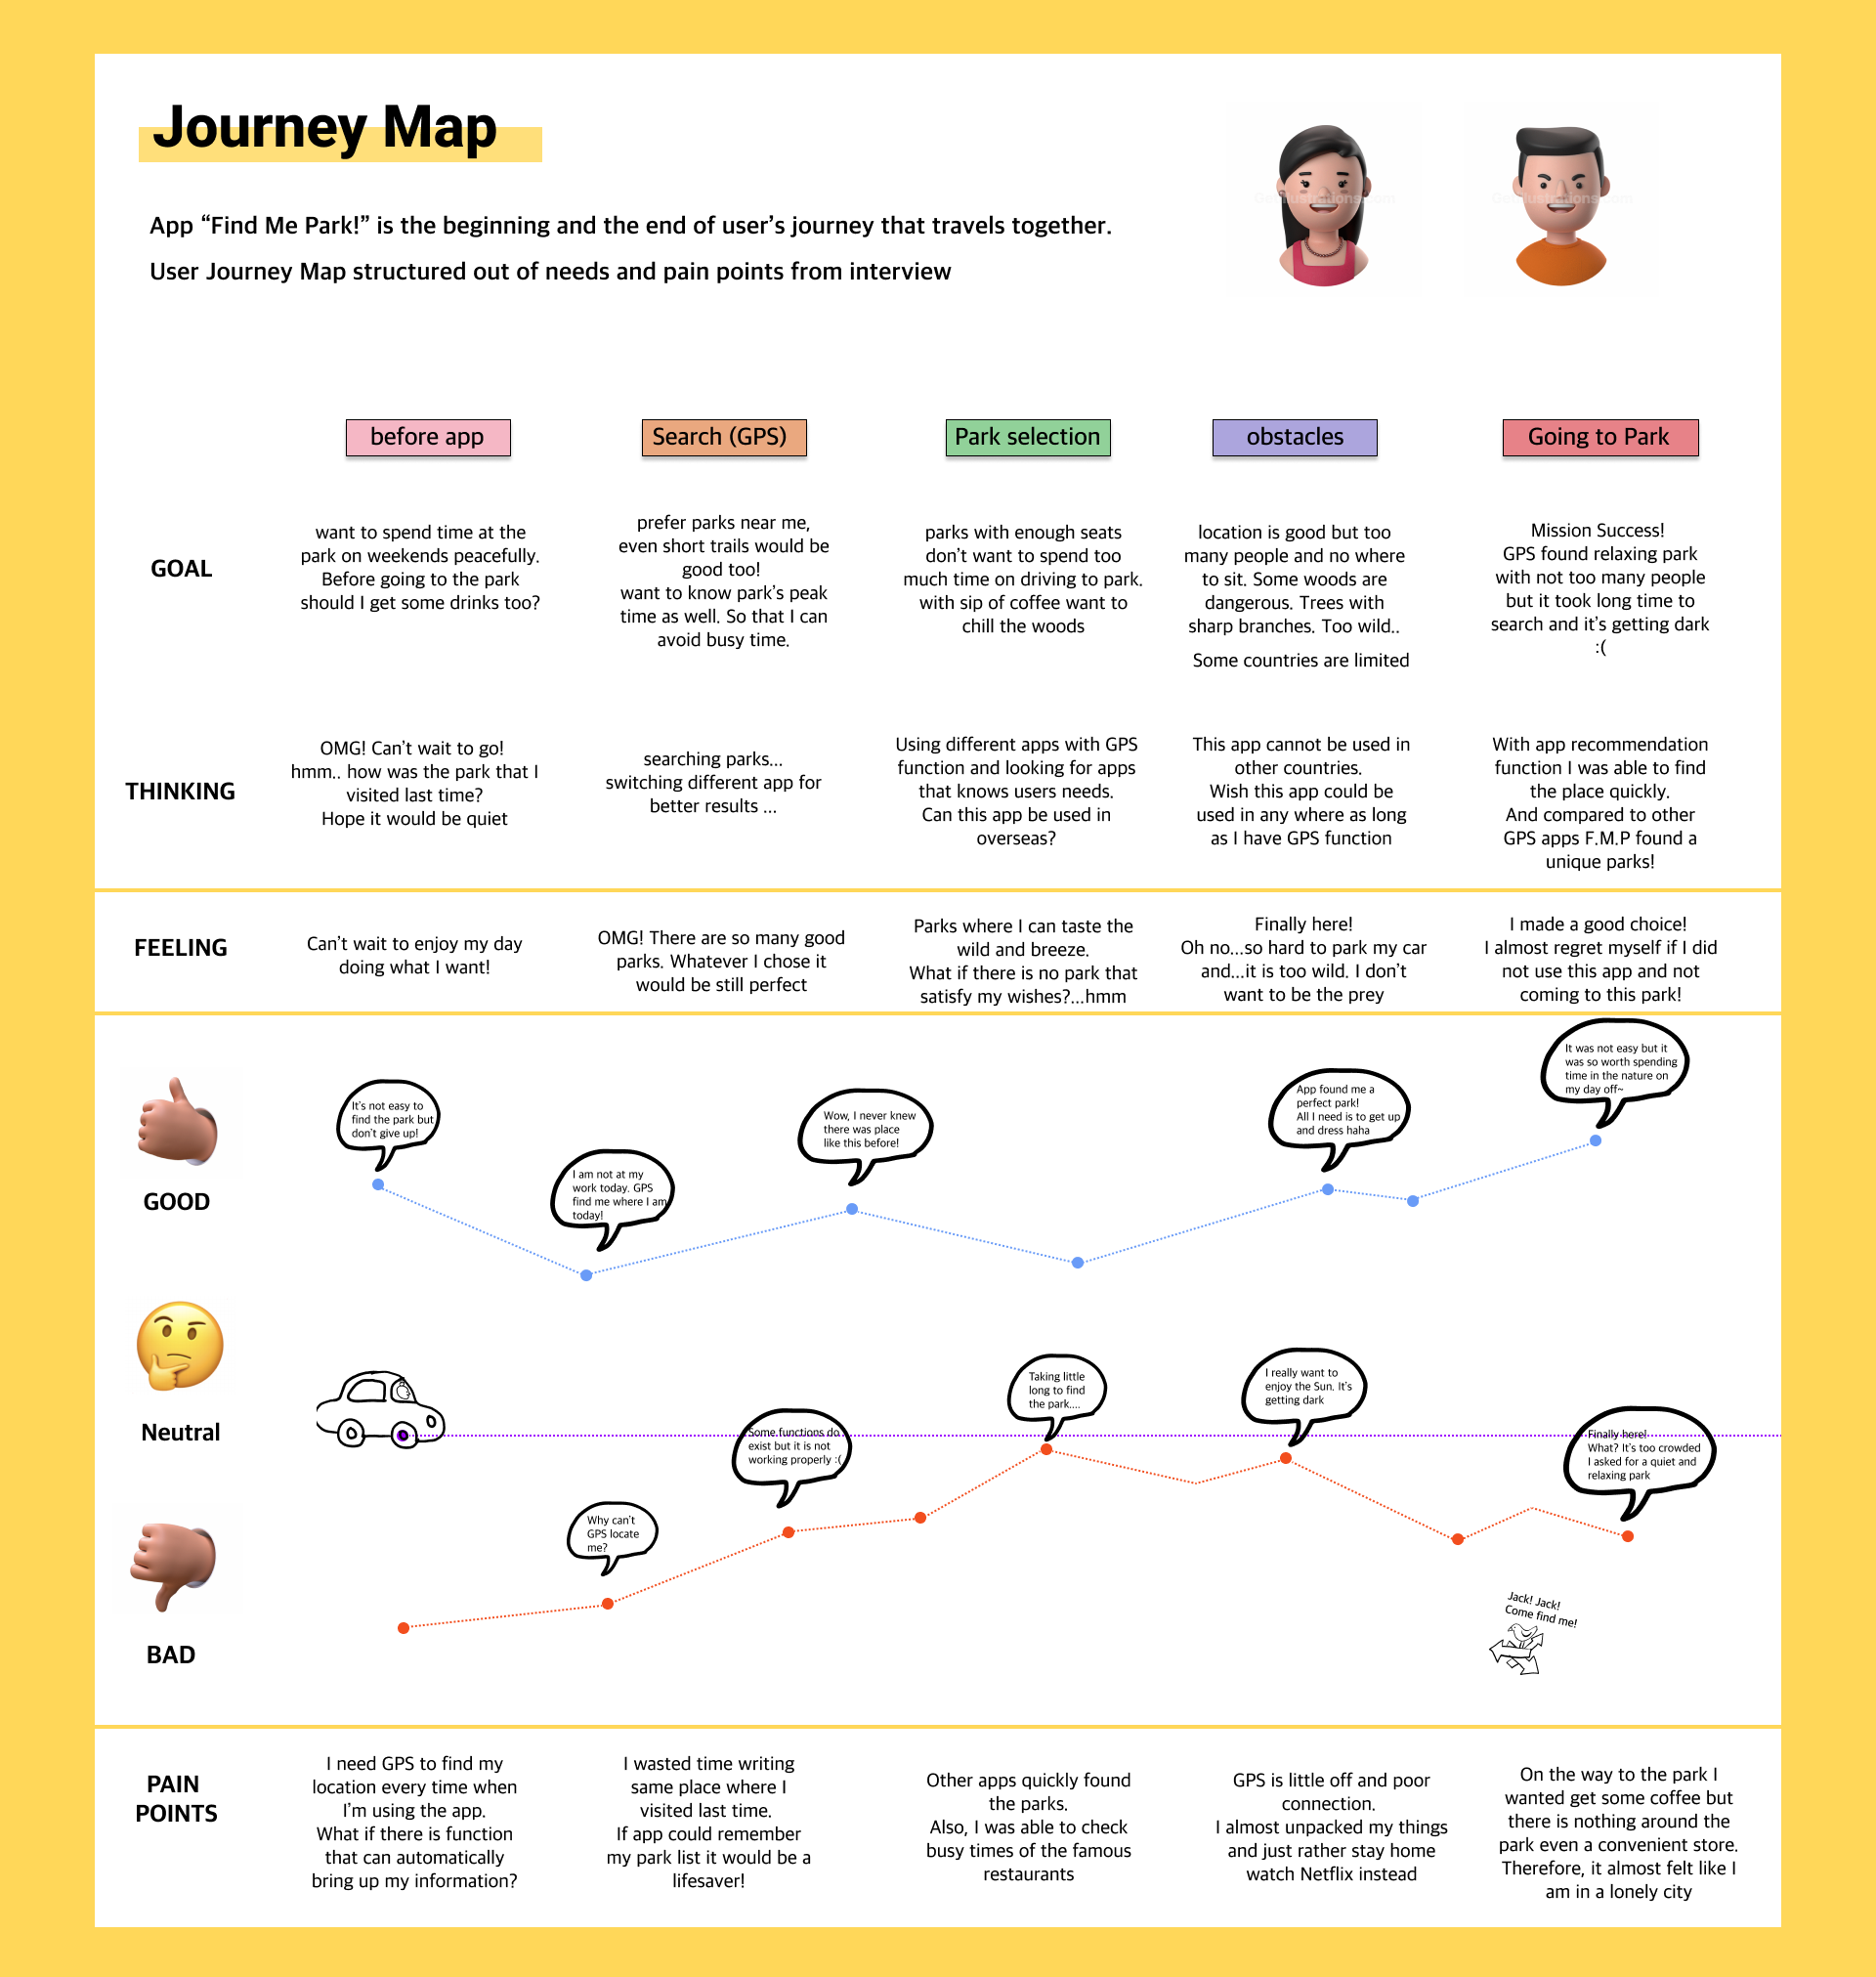 Journey Map
App “Find Me Park!” is the beginning and the end of user’s journey that travels together.
User Journey Map structured out of needs and pain points from interview
before app
Search (GPS)
Park selection
obstacles
Going to Park
GOAL
want to spend time at the
park on weekends peacefully.
Before going to the park
should I get some drinks too?
prefer parks near me,
even short trails would be
good too!
want to know park’s peak
time as well. So that I can
avoid busy time.
parks with enough seats
don’t want to spend too
much time on driving to park.
with sip of coffee want to
chill the woods
location is good but too
many people and no where
to sit. Some woods are
dangerous. Trees with
sharp branches. Too wild..
Some countries are limited
Mission Success!
GPS found relaxing park
with not too many people
but it took long time to
search and it’s getting dark
:(
THINKING
OMG! Can’t wait to go!
hmm.. how was the park that I
visited last time?
Hope it would be quiet
searching parks...
switching different app for
better results ...
Using different apps with GPS
function and looking for apps
that knows users needs.
Can this app be used in
overseas?
This app cannot be used in
other countries.
Wish this app could be
used in any where as long
as I have GPS function
With app recommendation
function I was able to find
the place quickly.
And compared to other
GPS apps F.M.P found a
unique parks!
FEELING
Can’t wait to enjoy my day
doing what I want!
OMG! There are so many good
parks. Whatever I chose it
would be still perfect
Parks where I can taste the
wild and breeze.
What if there is no park that
satisfy my wishes?...hmm
Finally here!
Oh no...so hard to park my car
and...it is too wild. I don’t
want to be the prey
I made a good choice!
I almost regret myself if I did
not use this app and not
coming to this park!
GOOD
It’s not easy to
find the park but
don’t give up!
I am not at my
work today. GPS
find me where I am
today!
Wow, I never knew
there was place
like this before!
App found me a
perfect park!
All I need is to get up
and dress haha
It was not easy but it
was so worth spending
time in the nature on
my day off~
Neutral
Some functions do
exist but it is not
working properly :(
Taking little
long to find
the park....
I really want to
enjoy the Sun. It’s
getting dark
Finally here!
What? It’s too crowded
I asked for a quiet and
relaxing park
BAD
Why can’t
GPS locate
me?
Jack! Jack!
Come find me!
PAIN
POINTS
I need GPS to find my
location every time when
I’m using the app.
What if there is function
that can automatically
bring up my information?
I wasted time writing
same place where I
visited last time.
If app could remember
my park list it would be a
lifesaver!
Other apps quickly found
the parks.
Also, I was able to check
busy times of the famous
restaurants
GPS is little off and poor
connection.
I almost unpacked my things
and just rather stay home
watch Netflix instead
On the way to the park I
wanted get some coffee but
there is nothing around the
park even a convenient store.
Therefore, it almost felt like I
am in a lonely city